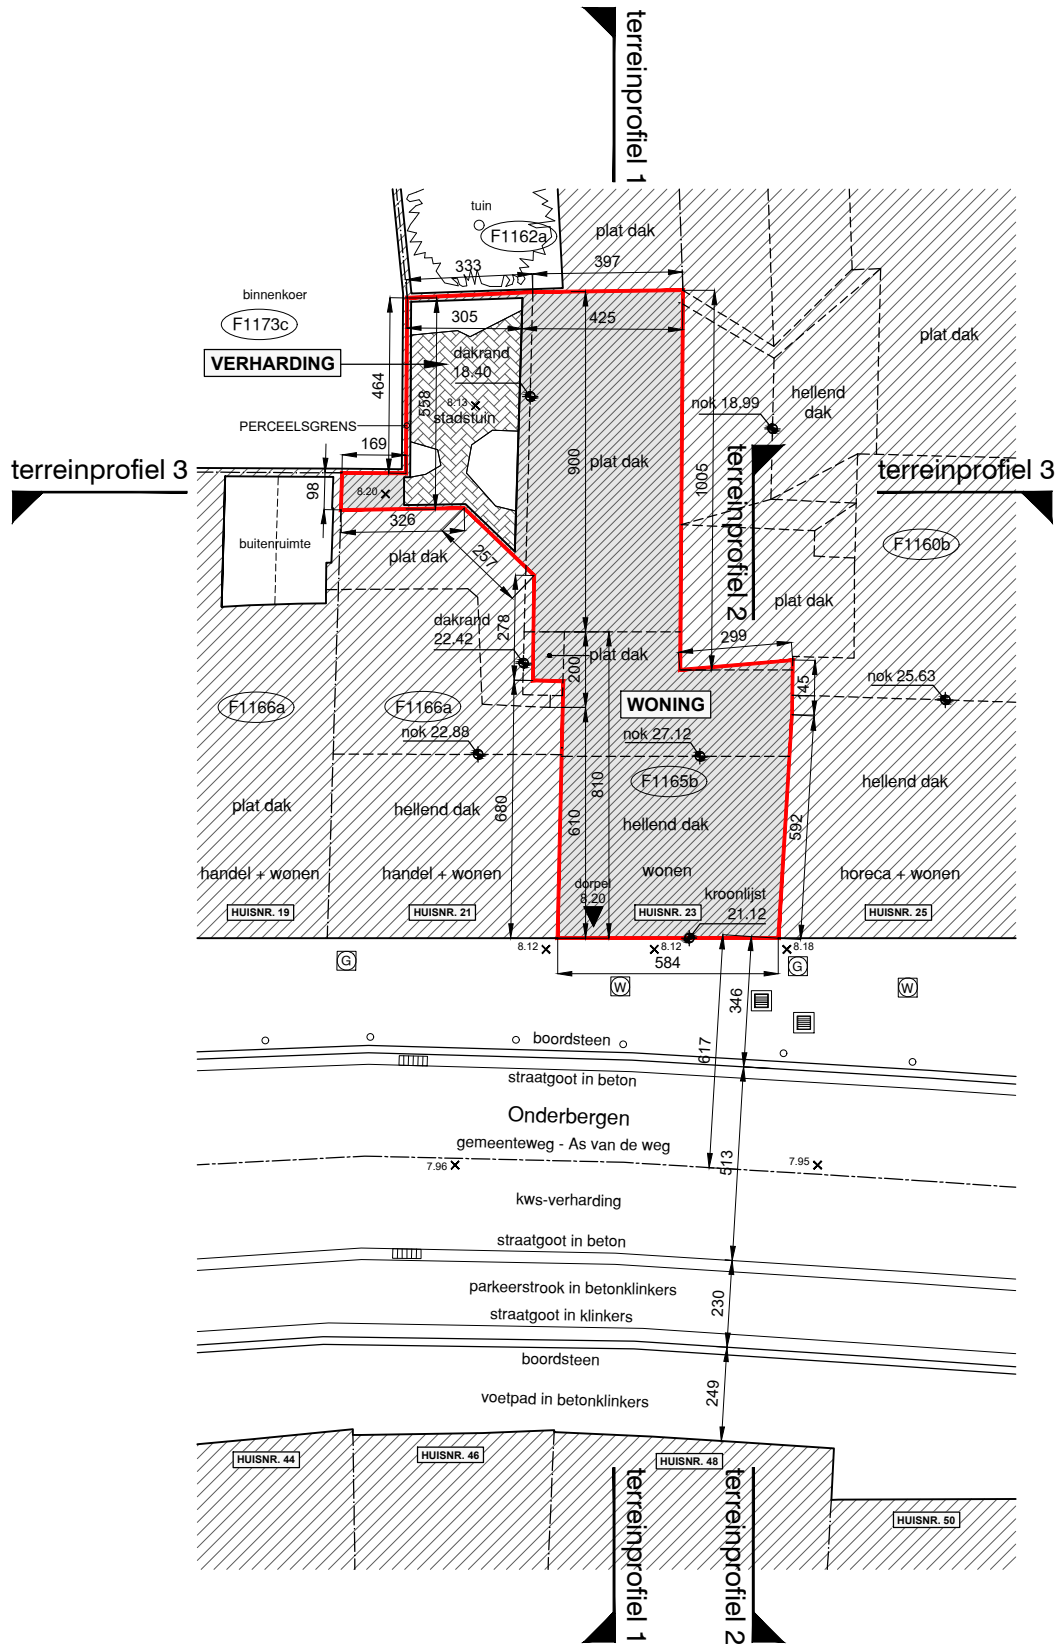 terreinprofiel 1
tuin
F1162a
plat dak
333
397
binnenkoer
F1173c
305
425
plat dak
VERHARDING
dakrand
18.40
464
558
8.13
stadstuin
nok 18.99
hellend
dak
PERCEELSGRENS
169
terreinprofiel 3
98
8.20
326
900
plat dak
1005
terreinprofiel 2
terreinprofiel 3
buitenruimte
plat dak
257
F1160b
plat dak
278
dakrand
22.42
299
200
plat dak
145
nok 25.63
F1166a
F1166a
WONING
nok 22.88
nok 27.12
F1165b
plat dak
hellend dak
680
610
810
hellend dak
592
hellend dak
handel + wonen
handel + wonen
wonen
horeca + wonen
dorpel
8.20
kroonlijst
21.12
HUISNR. 19
HUISNR. 21
HUISNR. 23
HUISNR. 25
8.12
8.12
8.18
G
584
G
W
W
346
617
boordsteen
straatgoot in beton
Onderbergen
gemeenteweg - As van de weg
513
7.96
7.95
kws-verharding
straatgoot in beton
parkeerstrook in betonklinkers
230
straatgoot in klinkers
boordsteen
249
voetpad in betonklinkers
HUISNR. 44
HUISNR. 46
HUISNR. 48
HUISNR. 50
terreinprofiel 1
terreinprofiel 2